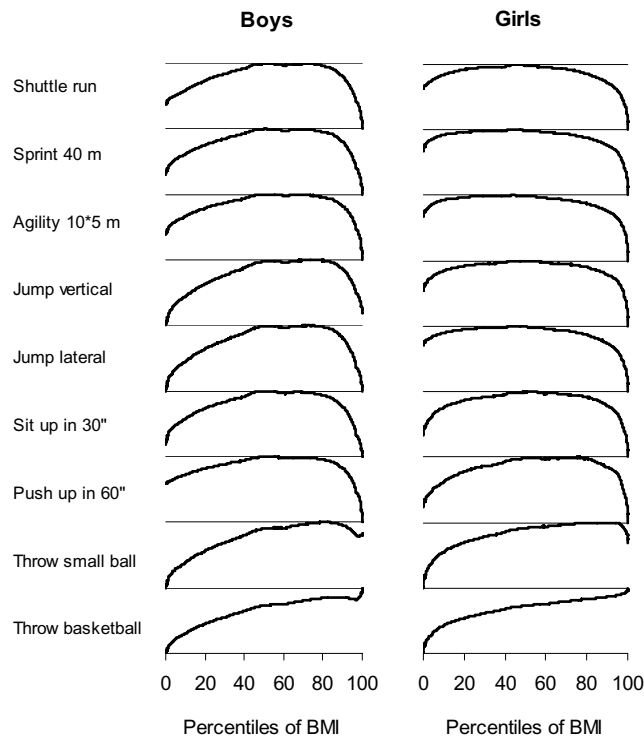 Boys Girls
Shuttle run
Sprint 40 m
Agility 10*5 m
Jump vertical
Jump lateral
Sit up in 30"
Push up in 60"
Throw small ball
Throw basketball
0 20 40 60 80 100 0 20 40 60 80 100
Percentiles of BMI Percentiles of BMI